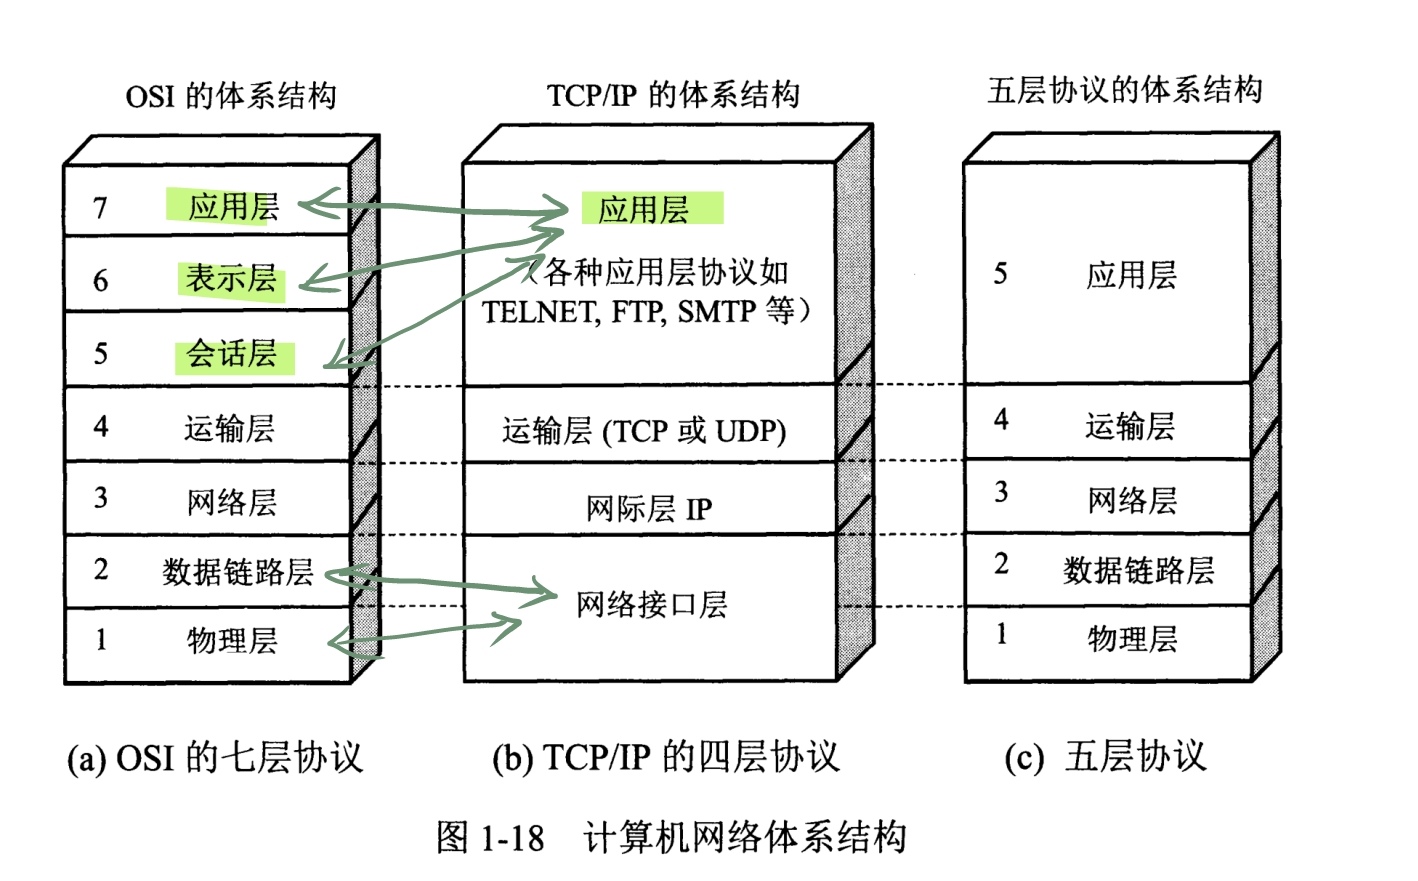 OSI 的体系结构
7 应用层
6 表示层
5 会话层
4 运输层
3 网络层
2 数据链路层
1 物理层
(a) OSI 的七层协议
TCP/IP 的体系结构
应用层
（各种应用层协议如
TELNET, FTP, SMTP 等）
运输层 (TCP 或 UDP)
网际层 IP
网络接口层
(b) TCP/IP 的四层协议
五层协议的体系结构
5 应用层
4 运输层
3 网络层
2 数据链路层
1 物理层
(c) 五层协议
图 1-18 计算机网络体系结构